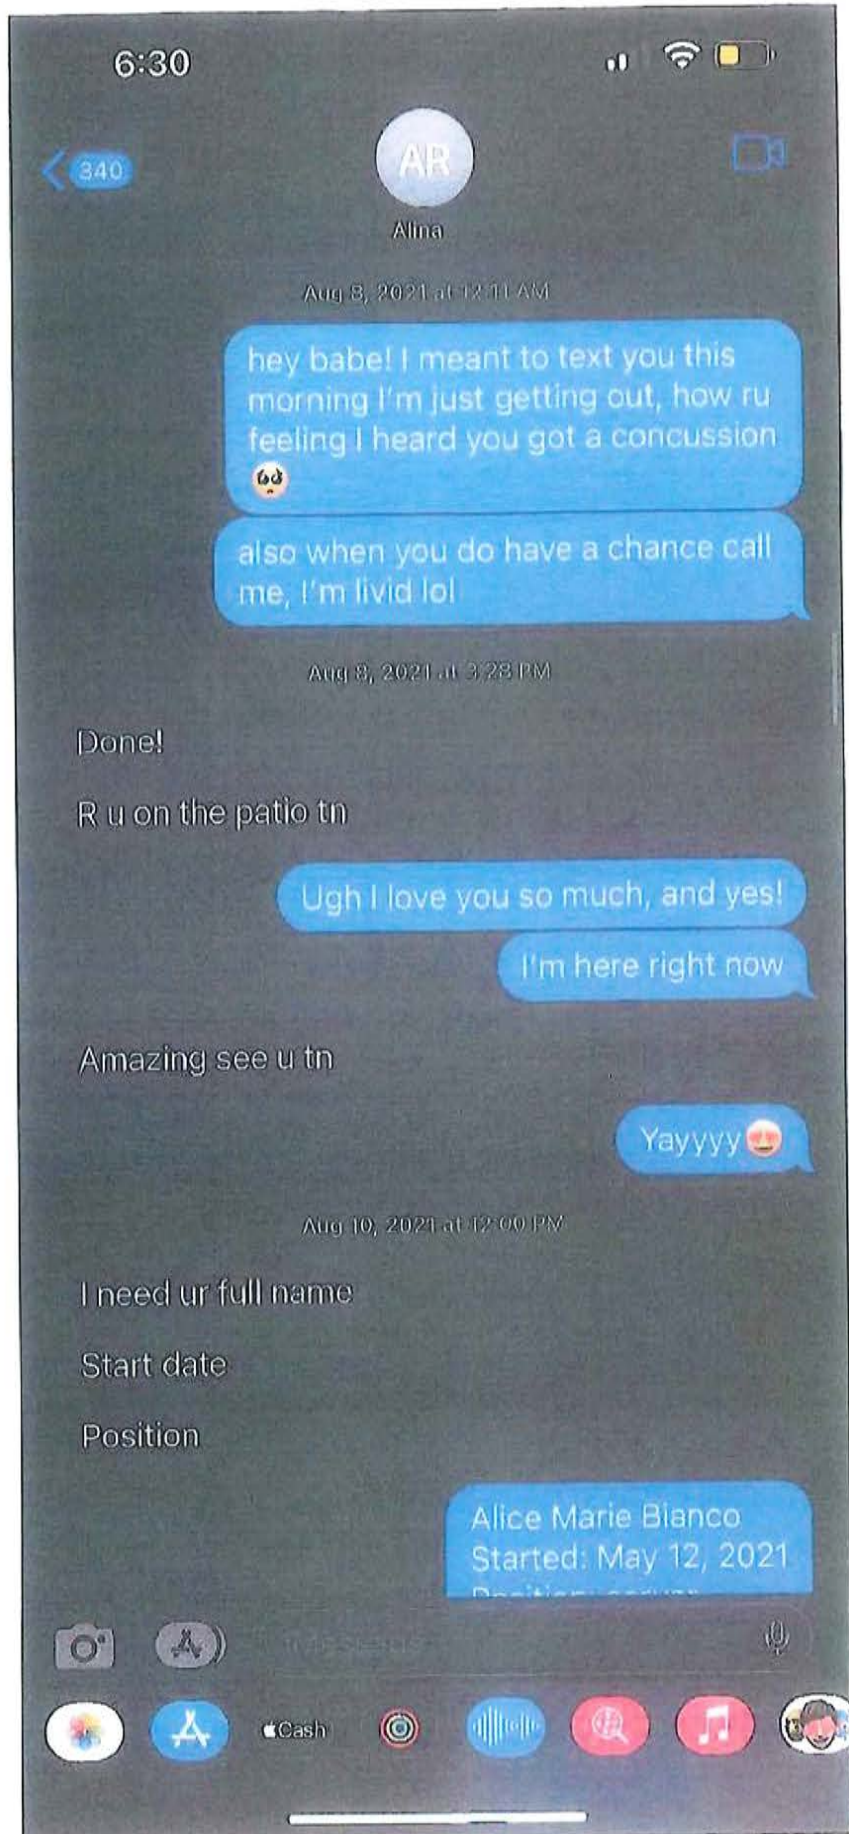 6:30
340
AR
Alina
Aug 8, 2021 at 12:11 AM
hey babe! I meant to text you this
morning I'm just getting out, how ru
feeling I heard you got a concussion
🥺
also when you do have a chance call
me, I'm livid lol
Aug 8, 2021 at 3:28 PM
Done!
R u on the patio tn
Ugh I love you so much, and yes!
I'm here right now
Amazing see u tn
Yayyyy😍
Aug 10, 2021 at 12:00 PM
I need ur full name
Start date
Position
Alice Marie Bianco
Started: May 12, 2021
Position: server
Cash